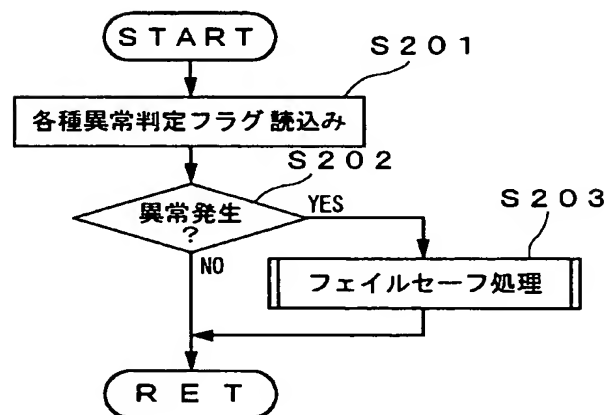 START
S201
各種異常判定フラグ読込み
S202
異常発生
?
YES
S203
NO
フェイルセーフ処理
RET